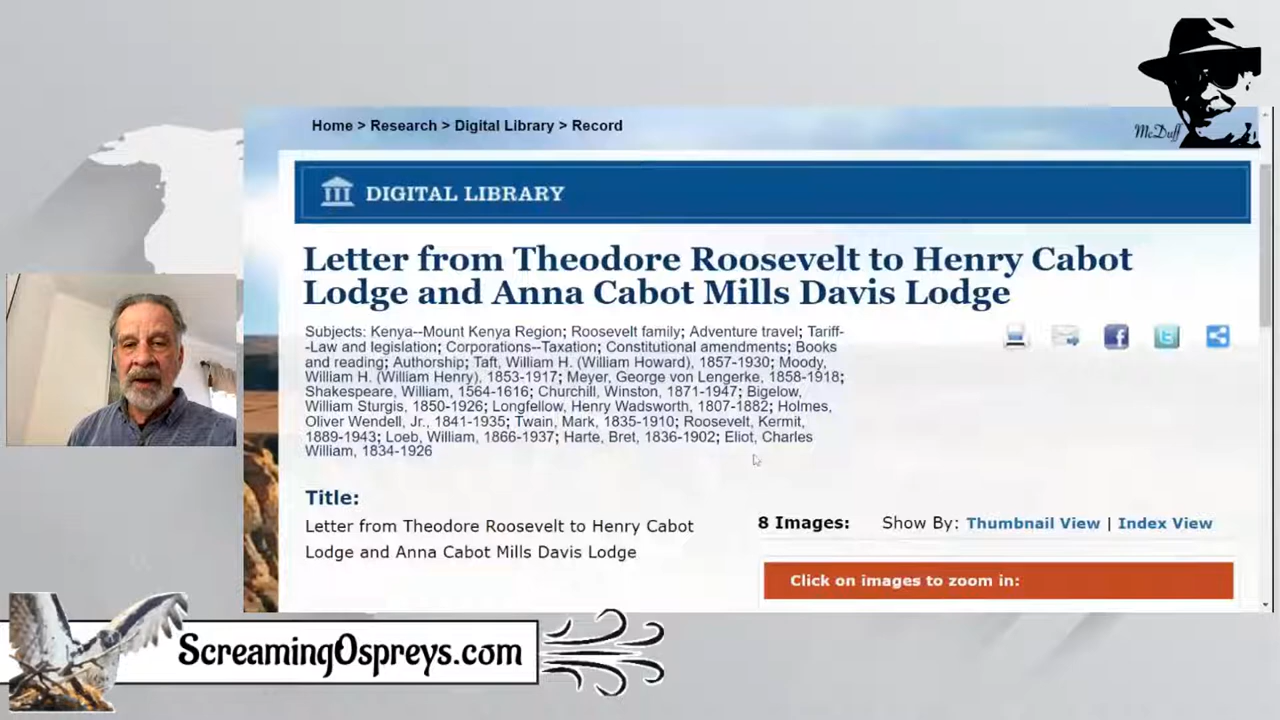 Home > Research > Digital Library > Record
McDuff
DIGITAL LIBRARY
Letter from Theodore Roosevelt to Henry Cabot
Lodge and Anna Cabot Mills Davis Lodge
Subjects: Kenya--Mount Kenya Region; Roosevelt family; Adventure travel; Tariff-
-Law and legislation; Corporations--Taxation; Constitutional amendments; Books
and reading; Authorship; Taft, William H. (William Howard), 1857-1930; Moody,
William H. (William Henry), 1853-1917; Meyer, George von Lengerke, 1858-1918;
Shakespeare, William, 1564-1616; Churchill, Winston, 1871-1947; Bigelow,
William Sturgis, 1850-1926; Longfellow, Henry Wadsworth, 1807-1882; Holmes,
Oliver Wendell, Jr., 1841-1935; Twain, Mark, 1835-1910; Roosevelt, Kermit,
1889-1943; Loeb, William, 1866-1937; Harte, Bret, 1836-1902; Eliot, Charles
William, 1834-1926
Title:
Letter from Theodore Roosevelt to Henry Cabot
Lodge and Anna Cabot Mills Davis Lodge
8 Images: Show By: Thumbnail View | Index View
Click on images to zoom in:
ScreamingOspreys.com